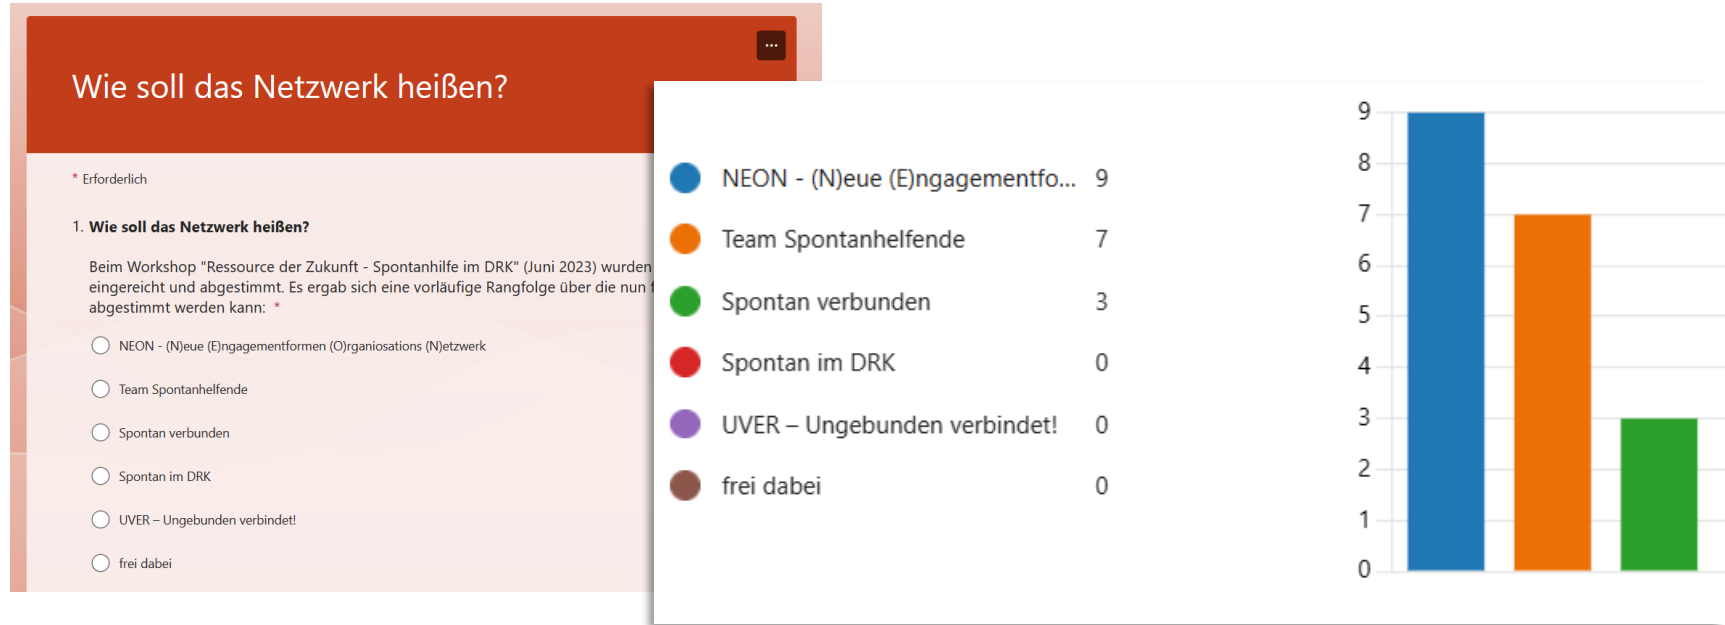 ...
Wie soll das Netzwerk heißen?
* Erforderlich
1. Wie soll das Netzwerk heißen?
Beim Workshop "Ressource der Zukunft - Spontanhilfe im DRK" (Juni 2023) wurden
eingereicht und abgestimmt. Es ergab sich eine vorläufige Rangfolge über die nun
abgestimmt werden kann: *
NEON - (N)eue (E)ngagementformen (O)rganiosations (N)etzwerk
Team Spontanhelfende
Spontan verbunden
Spontan im DRK
UVER – Ungebunden verbindet!
frei dabei
NEON - (N)eue (E)ngagementfo... 9
Team Spontanhelfende 7
Spontan verbunden 3
Spontan im DRK 0
UVER – Ungebunden verbindet! 0
frei dabei 0
9
8
7
6
5
4
3
2
1
0